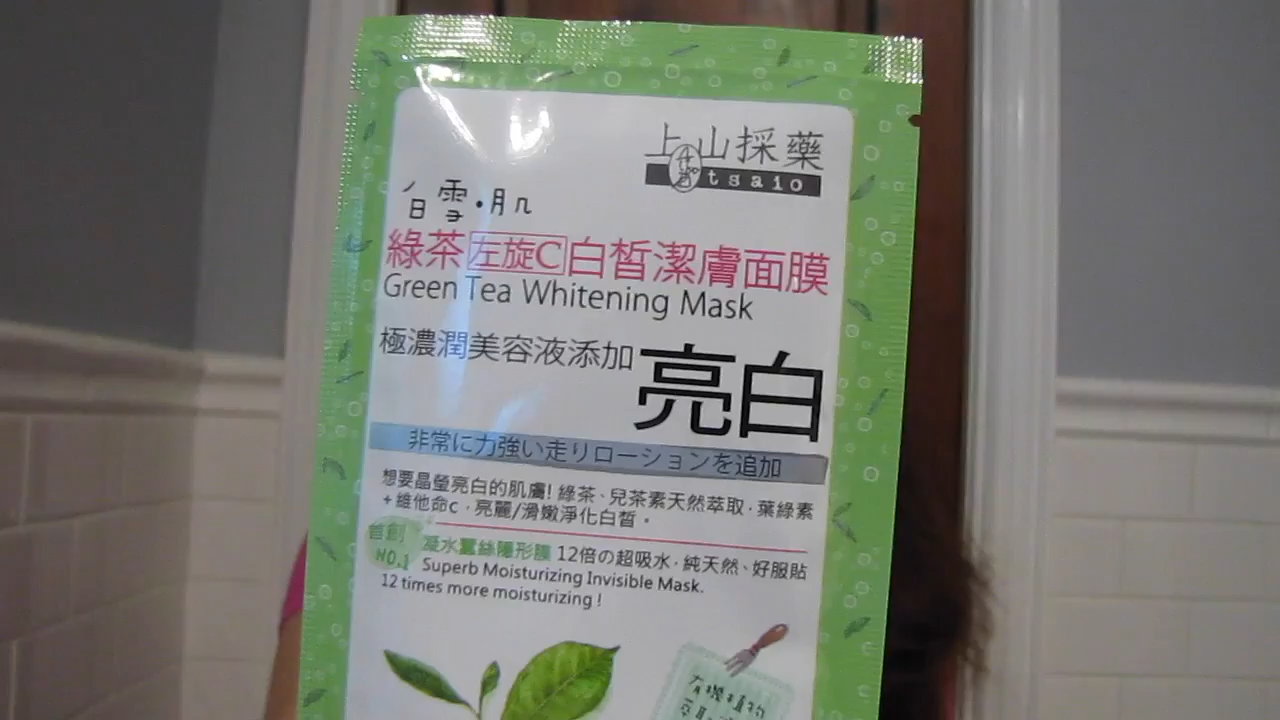 上山採藥
tsaio
白雪·肌
綠茶左旋C白皙潔膚面膜
Green Tea Whitening Mask
極濃潤美容液添加 亮白
非常に力強い走りローションを追加
想要晶瑩亮白的肌膚!綠茶、兒茶素天然萃取·葉綠素
+維他命c·亮麗/滑嫩淨化白皙。
首創
NO.1
凝水蠶絲隱形膜 12倍の超吸水·純天然、好服貼
Superb Moisturizing Invisible Mask.
12 times more moisturizing !
有機植物